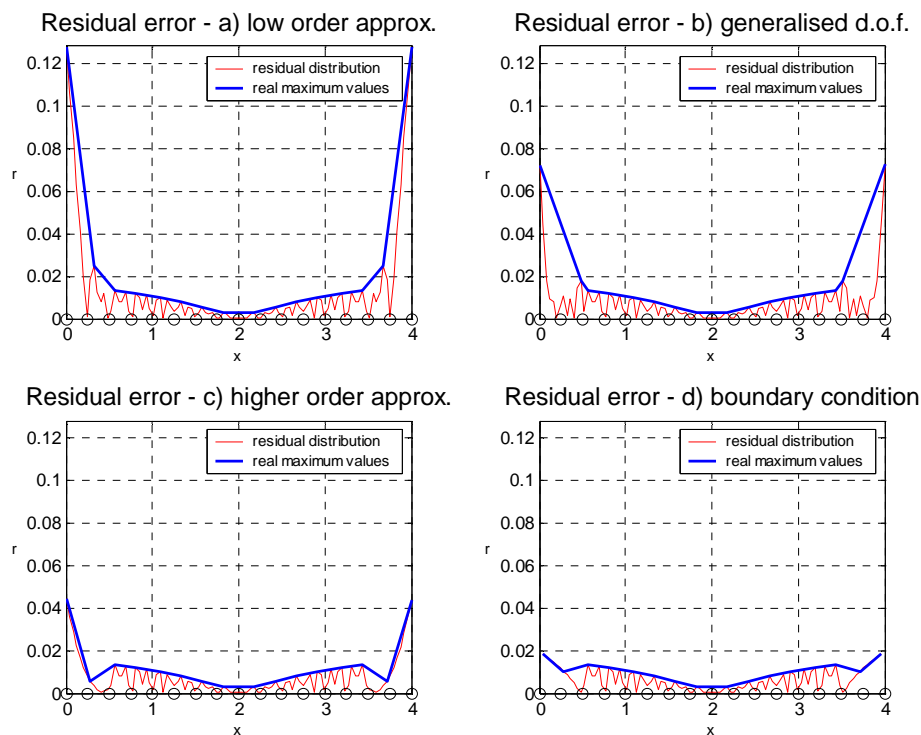 Residual error - a) low order approx.
Residual error - b) generalised d.o.f.
0.12
0.1
0.08
0.06
0.04
0.02
0
r
residual distribution
real maximum values
0 1 2 3 4
x
0.12
0.1
0.08
0.06
0.04
0.02
0
r
residual distribution
real maximum values
0 1 2 3 4
x
Residual error - c) higher order approx.
Residual error - d) boundary condition
0.12
0.1
0.08
0.06
0.04
0.02
0
r
residual distribution
real maximum values
0 1 2 3 4
x
0.12
0.1
0.08
0.06
0.04
0.02
0
r
residual distribution
real maximum values
0 1 2 3 4
x